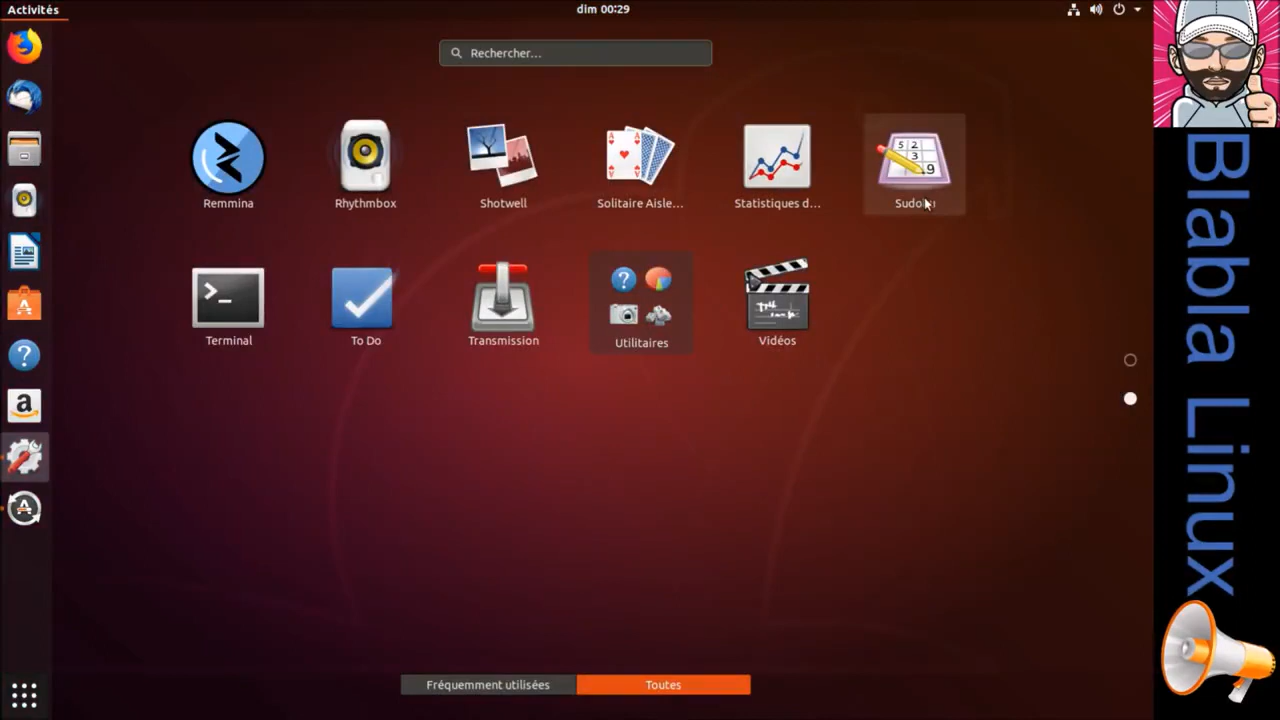 Activités
dim 00:29
Rechercher...
Remmina
Rhythmbox
Shotwell
Solitaire Aisle...
Statistiques d...
Terminal
To Do
Transmission
Utilitaires
Vidéos
Fréquemment utilisées
Toutes
Blabla Linux